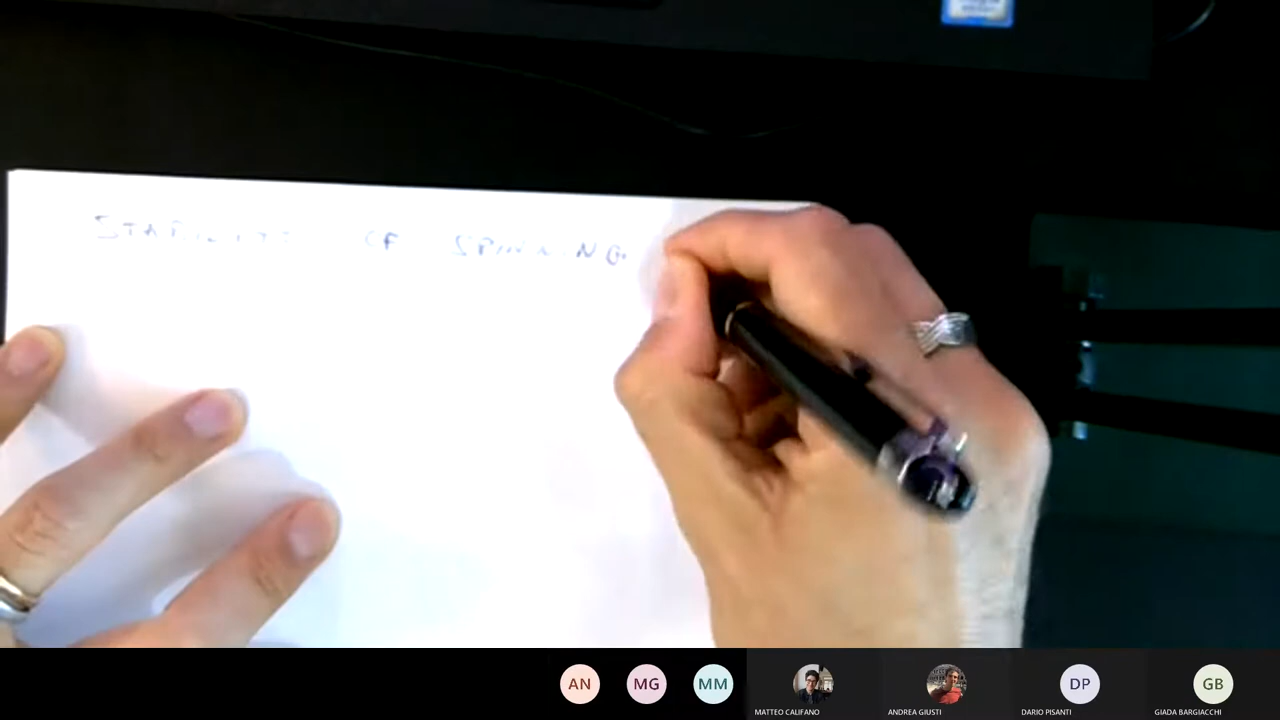 STABILITY OF SPINNING
AN
MG
MM
DP
GB
MATTEO CALIFANO
ANDREA GIUSTI
DARIO PISANTI
GIADA BARGIACCHI